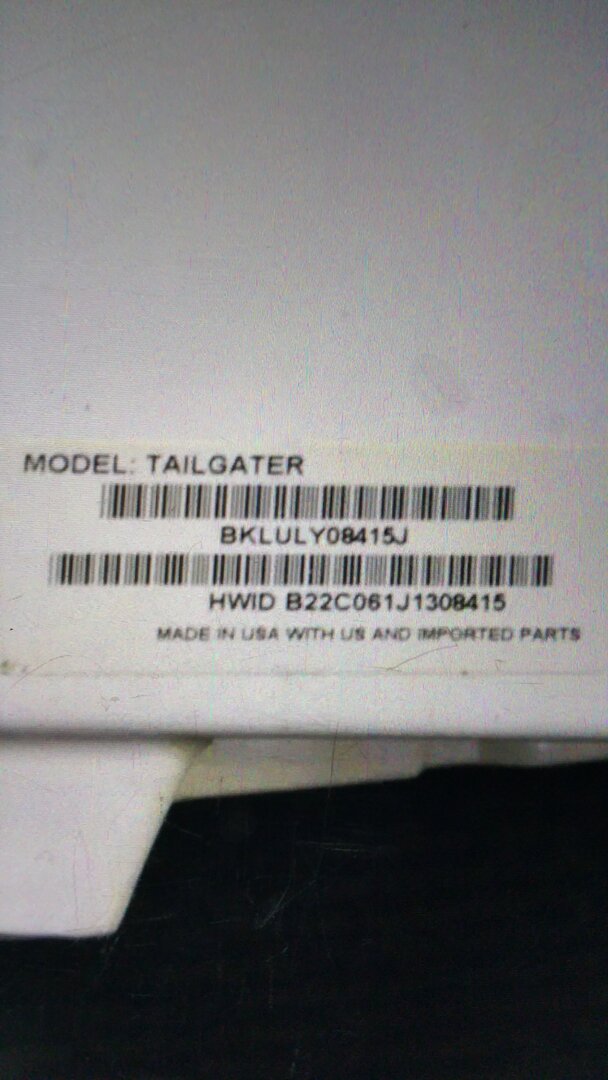 MODEL: TAILGATER
BKLULY08415J
HWID B22C061J1308415
MADE IN USA WITH US AND IMPORTED PARTS